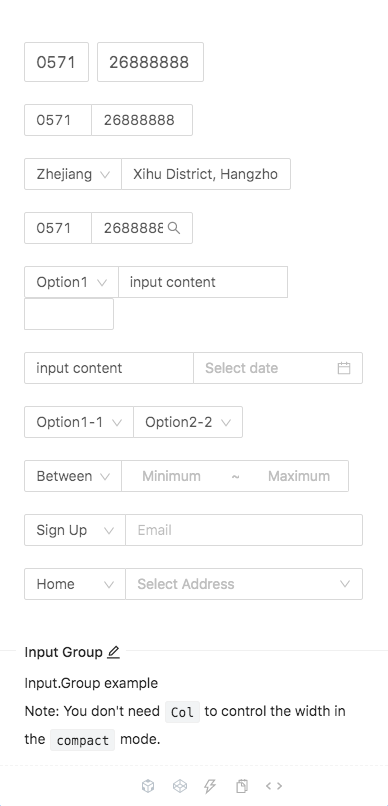 0571 26888888
0571 26888888
Zhejiang Xihu District, Hangzho
0571 2688888
Option1 input content
input content Select date
Option1-1 Option2-2
Between Minimum ~ Maximum
Sign Up Email
Home Select Address
Input Group
Input.Group example
Note: You don't need Col to control the width in
the compact mode.